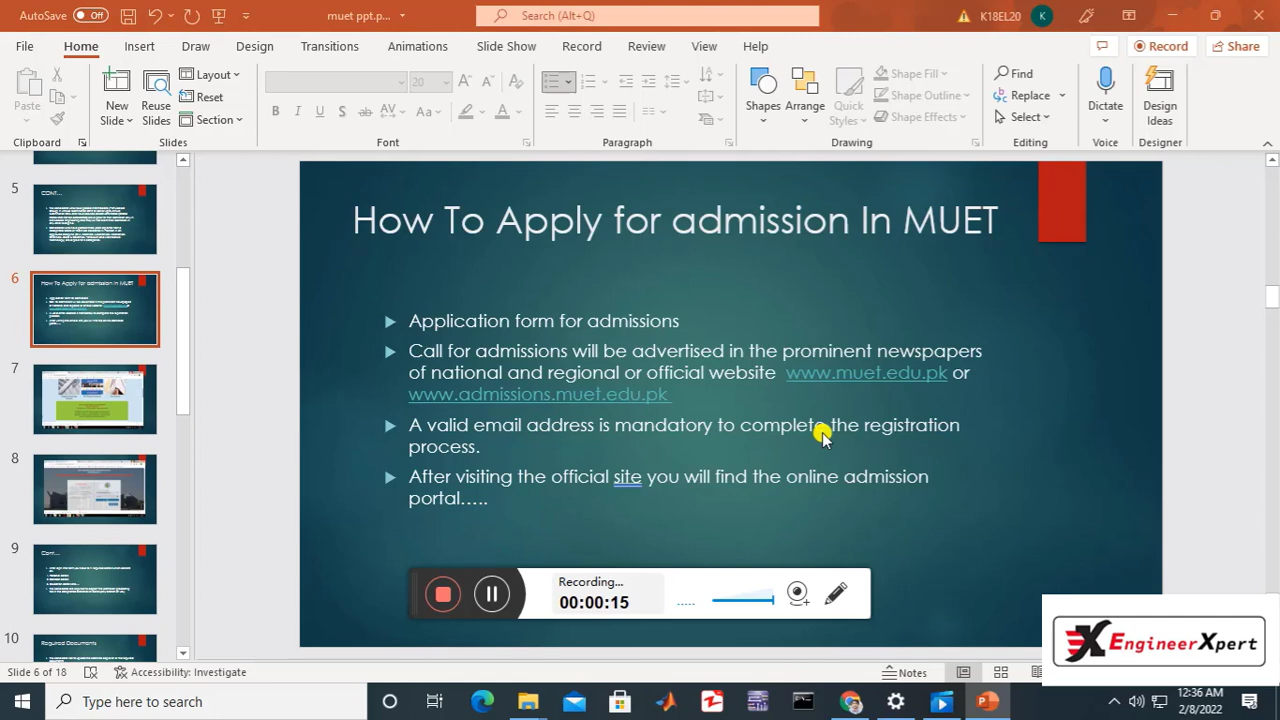 AutoSave Off muet ppt.p... Search (Alt+Q) K18EL20 K
File Home Insert Draw Design Transitions Animations Slide Show Record Review View Help Record Share
Paste New Slide Reuse Slides Layout Reset Section 20 Shapes Arrange Quick Styles Shape Fill Shape Outline Shape Effects Find Replace Select Dictate Design Ideas
Clipboard Slides Font Paragraph Drawing Editing Voice Designer
5
6
7
8
9
10
How To Apply for admission In MUET
Application form for admissions
Call for admissions will be advertised in the prominent newspapers
of national and regional or official website www.muet.edu.pk or
www.admissions.muet.edu.pk
A valid email address is mandatory to complete the registration
process.
After visiting the official site you will find the online admission
portal…..
Recording...
00:00:15
EngineerXpert
Slide 6 of 18 Accessibility: Investigate Notes
Type here to search 12:36 AM
2/8/2022